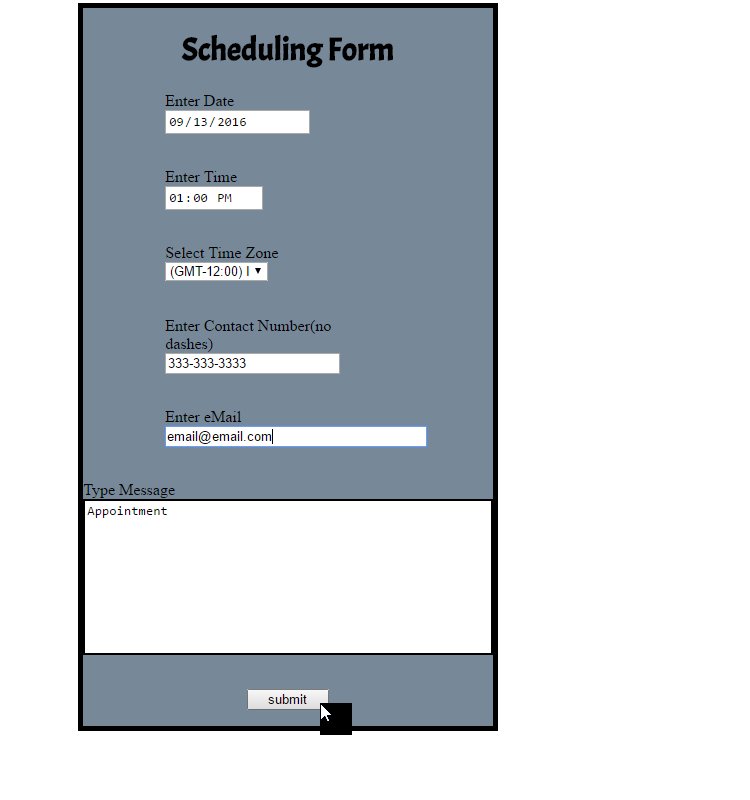 Scheduling Form
Enter Date
09/13/2016
Enter Time
01:00 PM
Select Time Zone
(GMT-12:00) I
Enter Contact Number(no
dashes)
333-333-3333
Enter eMail
email@email.com
Type Message
Appointment
submit